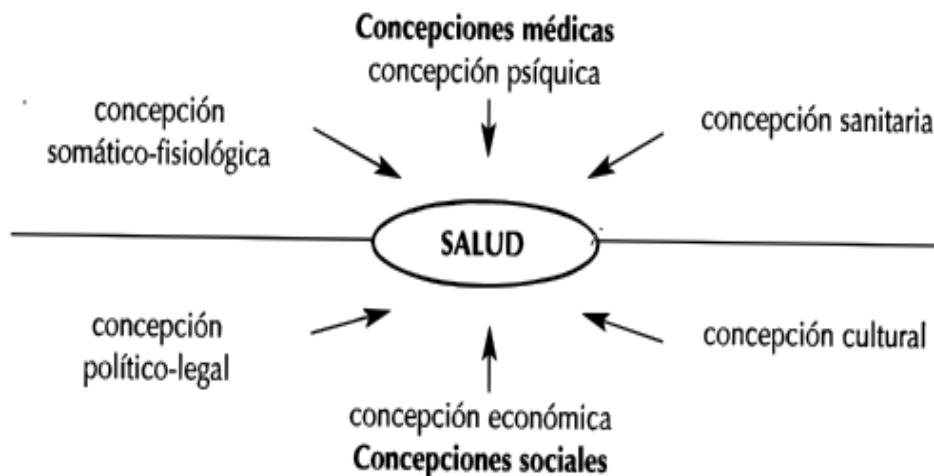 Concepciones médicas
concepción psíquica
concepción
somático-fisiológica
concepción sanitaria
SALUD
concepción
político-legal
concepción cultural
concepción económica
Concepciones sociales